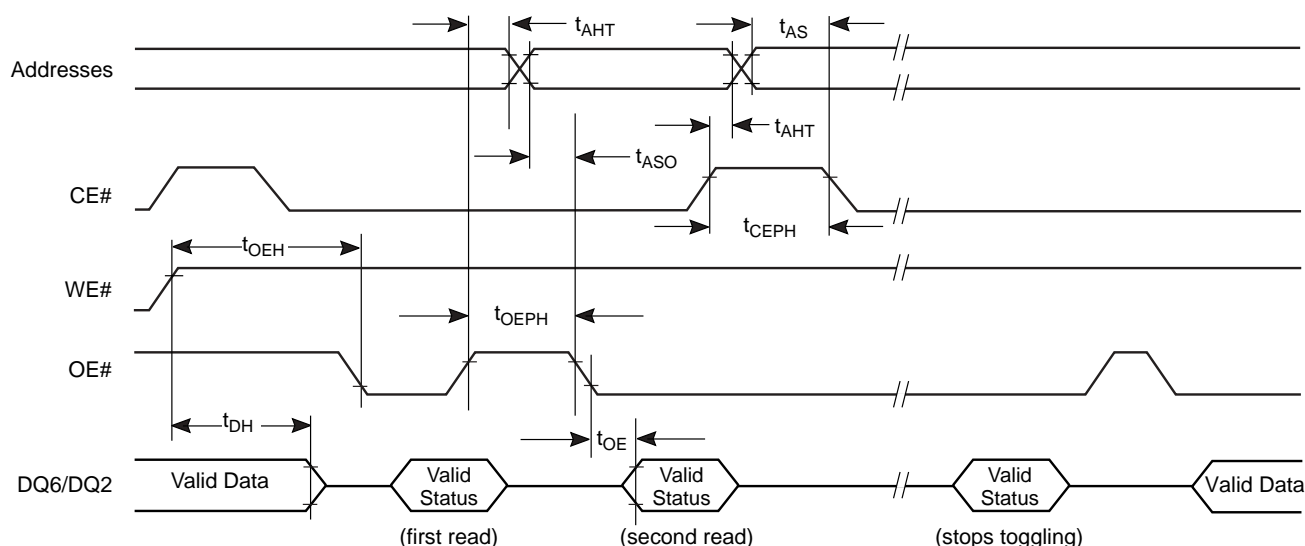 tAHT
tAS
Addresses
tAHT
tASO
CE#
tCEPH
tOEH
WE#
tOEPH
OE#
tDH
tOE
DQ6/DQ2
Valid Data
Valid
Status
Valid
Status
Valid
Status
Valid Data
(first read)
(second read)
(stops toggling)